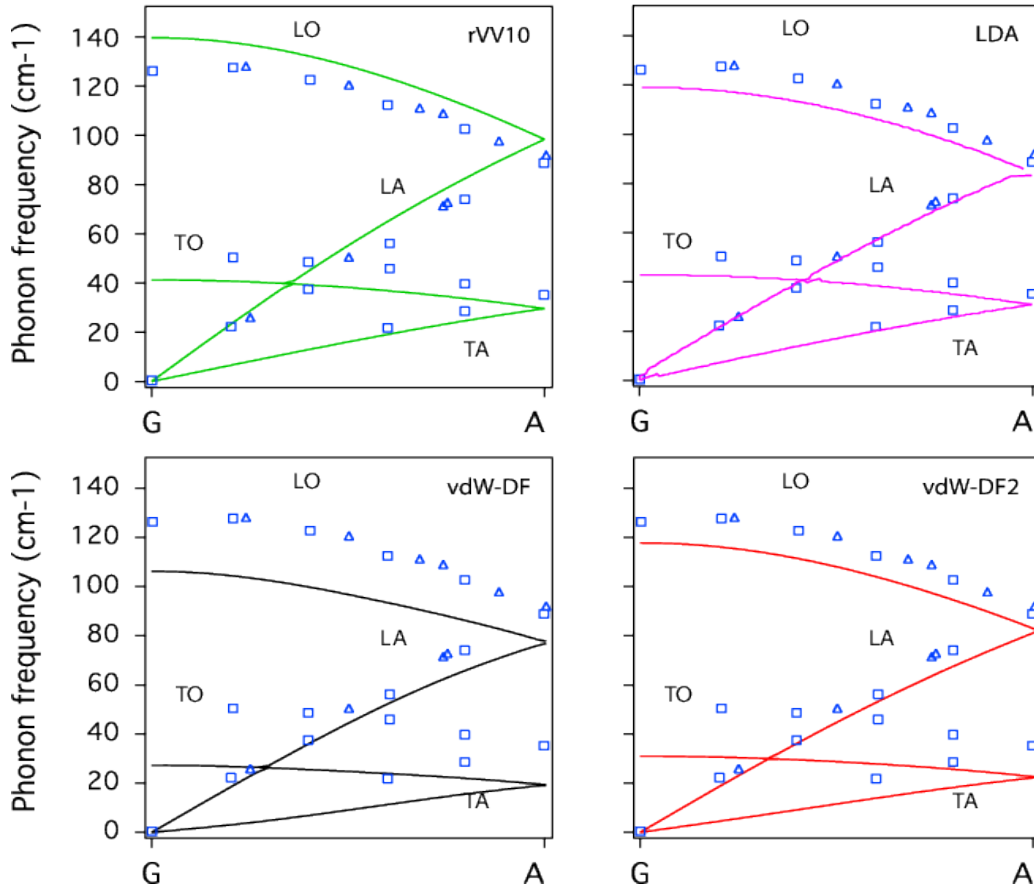 Phonon frequency (cm-1)
140
120
100
80
60
40
20
0
rVV10
LO
LA
TO
TA
G
A
LDA
LO
LA
TO
TA
G
A
Phonon frequency (cm-1)
140
120
100
80
60
40
20
0
vdW-DF
LO
LA
TO
TA
G
A
vdW-DF2
LO
LA
TO
TA
G
A